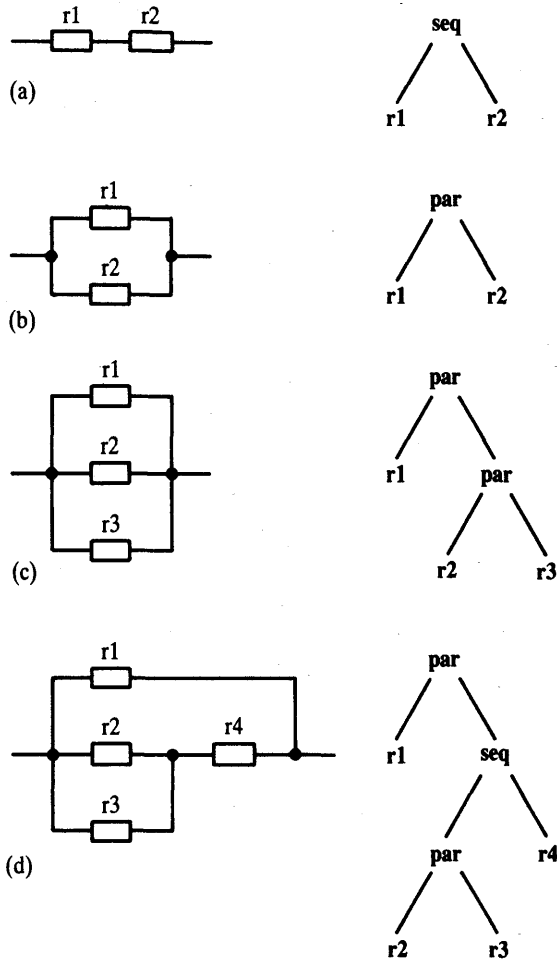 r1 r2 seq
(a)
r1 r2
r1 par
r2 r1 r2
(b)
r1 par
r2 r1 par
r3
(c) r2 r3
r1 par
r2 r4 r1 seq
r3
(d) par r4
r2 r3